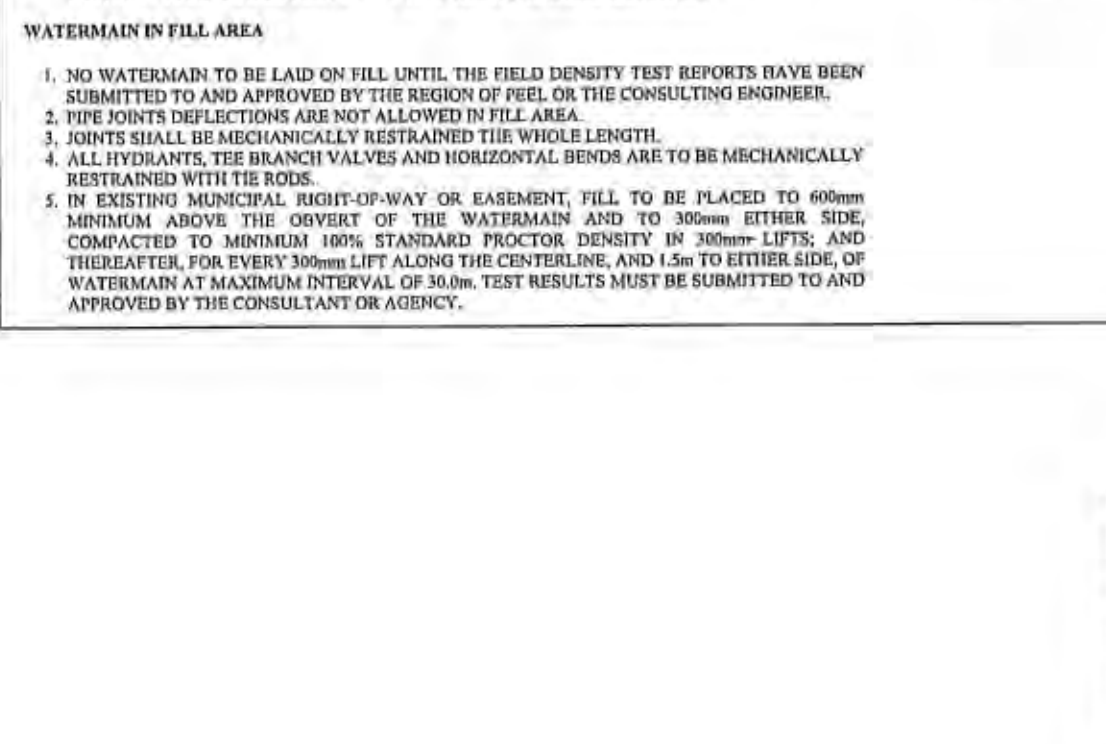 WATERMAIN IN FILL AREA
1. NO WATERMAIN TO BE LAID ON FILL UNTIL THE FIELD DENSITY TEST REPORTS HAVE BEEN
SUBMITTED TO AND APPROVED BY THE REGION OF PEEL OR THE CONSULTING ENGINEER.
2. PIPE JOINTS DEFLECTIONS ARE NOT ALLOWED IN FILL AREA.
3. JOINTS SHALL BE MECHANICALLY RESTRAINED THE WHOLE LENGTH.
4. ALL HYDRANTS, TEE BRANCH VALVES AND HORIZONTAL BENDS ARE TO BE MECHANICALLY
RESTRAINED WITH TIE RODS.
5. IN EXISTING MUNICIPAL RIGHT-OF-WAY OR EASEMENT, FILL TO BE PLACED TO 600mm
MINIMUM ABOVE THE OBVERT OF THE WATERMAIN AND TO 300mm EITHER SIDE,
COMPACTED TO MINIMUM 100% STANDARD PROCTOR DENSITY IN 300mm LIFTS; AND
THEREAFTER, FOR EVERY 300mm LIFT ALONG THE CENTERLINE, AND 1.5m TO EITHER SIDE, OF
WATERMAIN AT MAXIMUM INTERVAL OF 30.0m. TEST RESULTS MUST BE SUBMITTED TO AND
APPROVED BY THE CONSULTANT OR AGENCY.